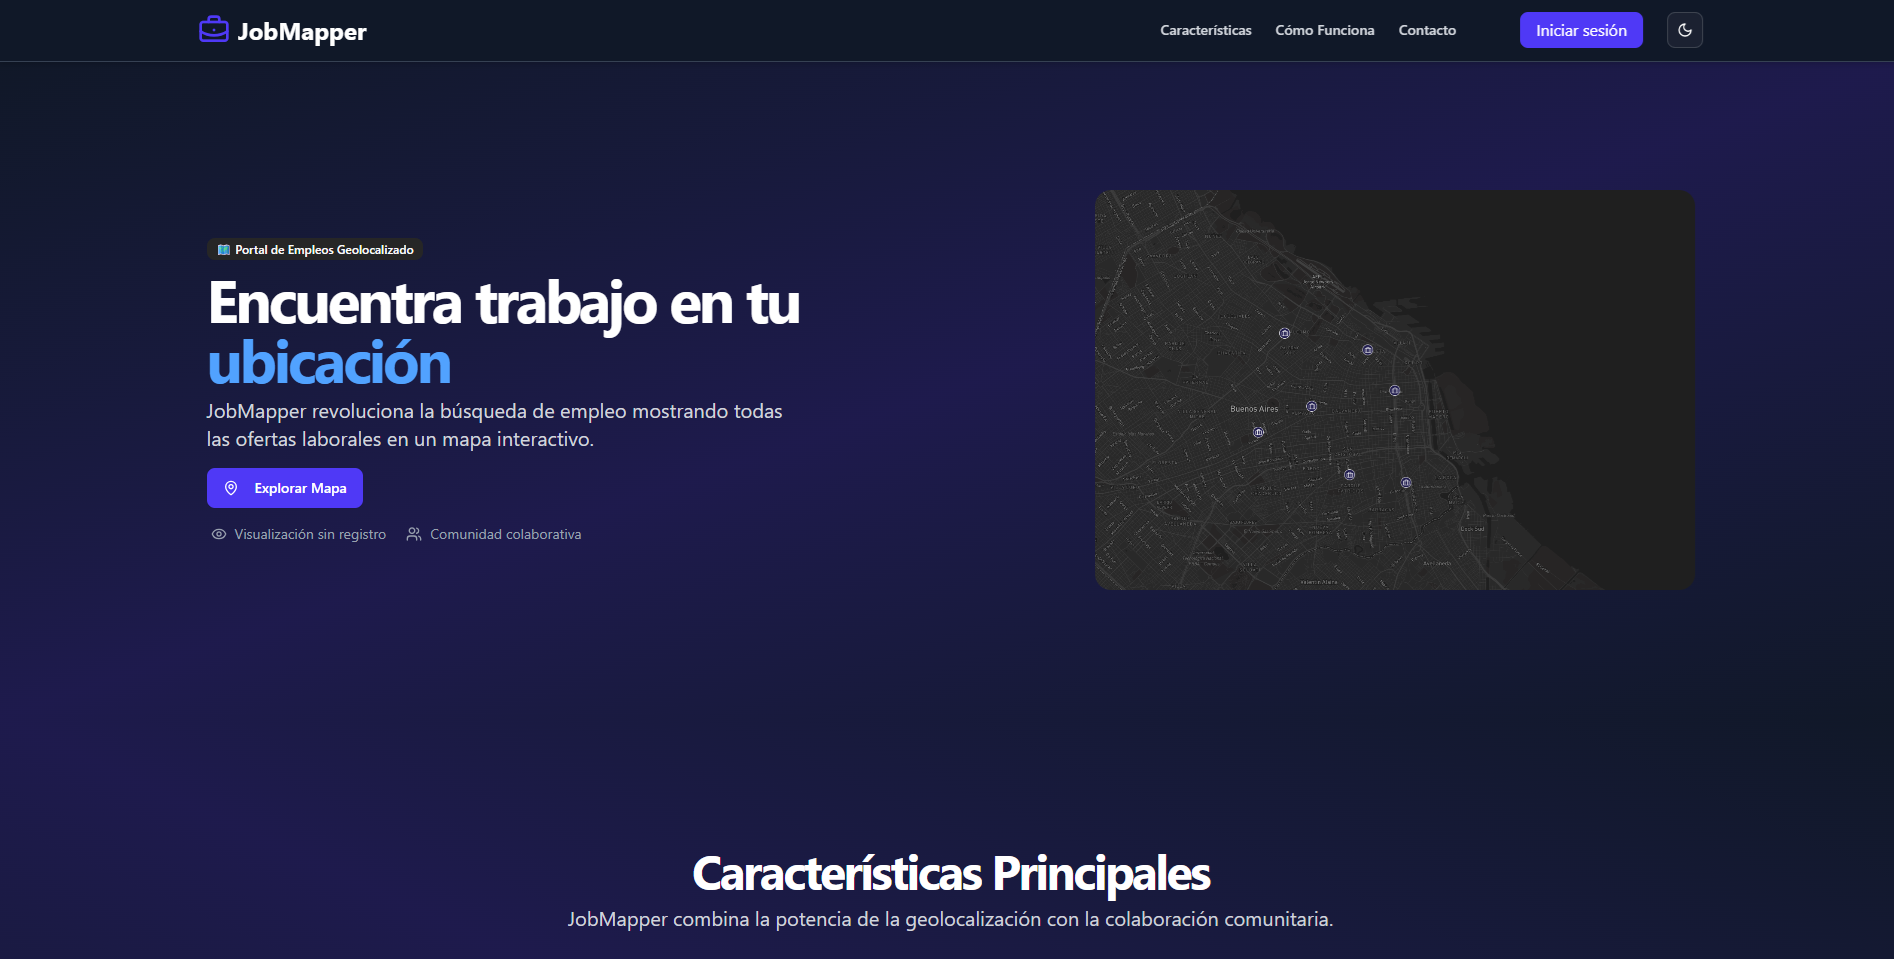 JobMapper
Características
Cómo Funciona
Contacto
Iniciar sesión
Portal de Empleos Geolocalizado
Encuentra trabajo en tu
ubicación
JobMapper revoluciona la búsqueda de empleo mostrando todas
las ofertas laborales en un mapa interactivo.
Explorar Mapa
Visualización sin registro
Comunidad colaborativa
Buenos Aires
Características Principales
JobMapper combina la potencia de la geolocalización con la colaboración comunitaria.